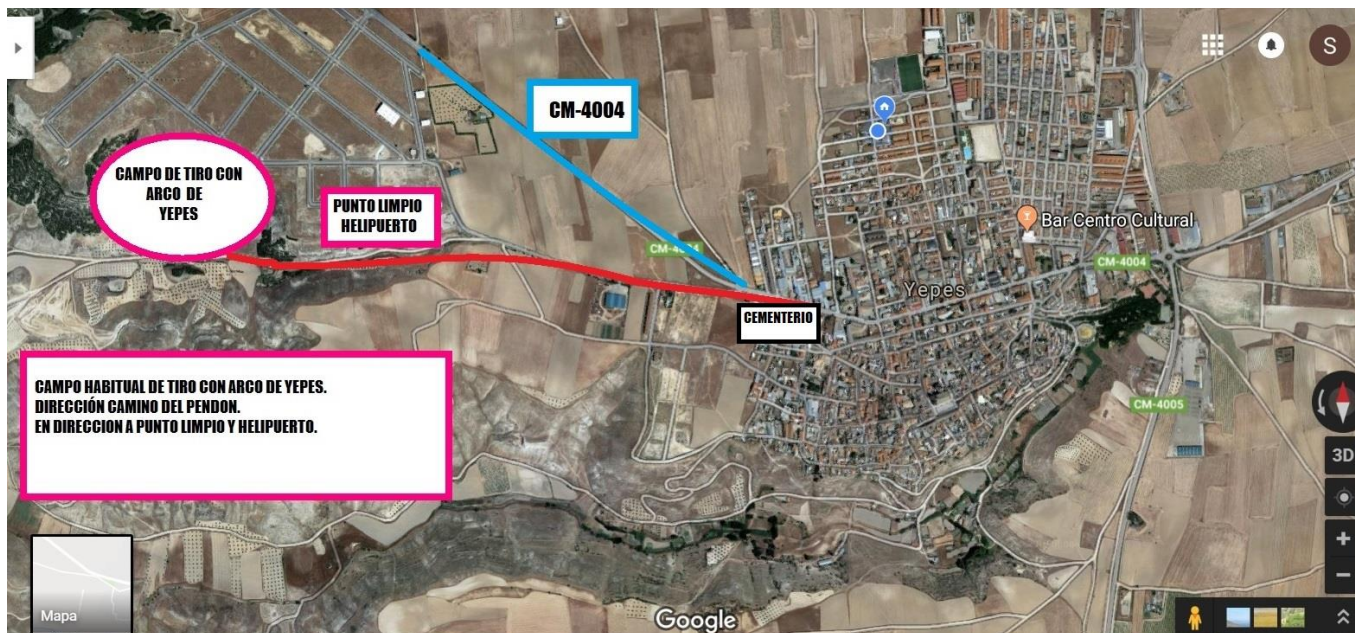 S
CM-4004
CAMPO DE TIRO CON
ARCO DE
YEPES
PUNTO LIMPIO
HELIPUERTO
Bar Centro Cultural
CM-4004
CM-4004
Yepes
CEMENTERIO
CAMPO HABITUAL DE TIRO CON ARCO DE YEPES.
DIRECCIÓN CAMINO DEL PENDON.
EN DIRECCION A PUNTO LIMPIO Y HELIPUERTO.
CM-4005
3D
Mapa
Google